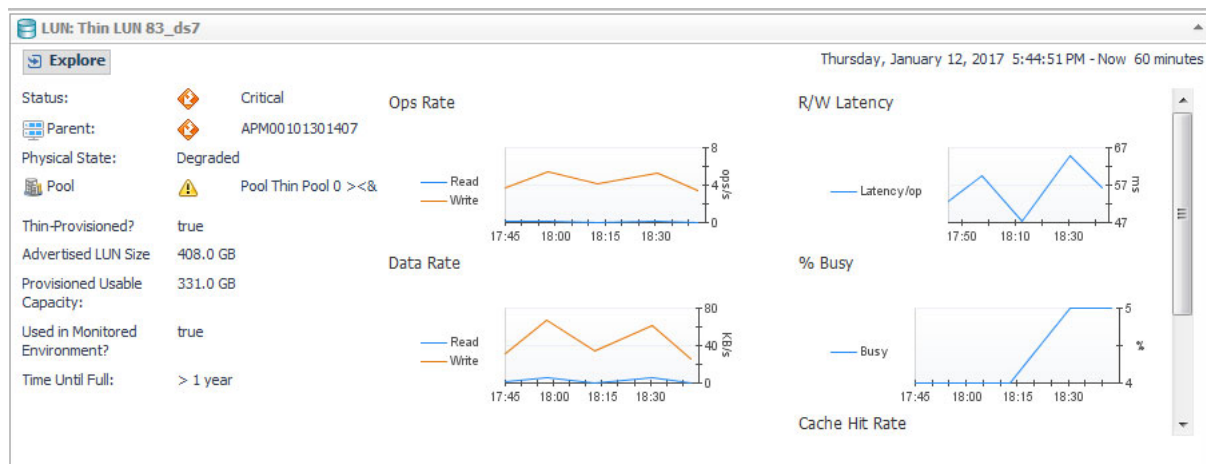 LUN: Thin LUN 83_ds7
Explore
Thursday, January 12, 2017 5:44:51 PM - Now 60 minutes
Status: Critical
Parent: APM00101301407
Physical State: Degraded
Pool Pool Thin Pool 0 ><&
Thin-Provisioned? true
Advertised LUN Size 408.0 GB
Provisioned Usable 331.0 GB
Capacity:
Used in Monitored true
Environment?
Time Until Full: > 1 year
Ops Rate
Read
Write
8
4
0
ops/s
17:45 18:00 18:15 18:30
R/W Latency
Latency/op
67
57
47
ms
17:50 18:10 18:30
Data Rate
Read
Write
80
40
0
KB/s
17:45 18:00 18:15 18:30
% Busy
Busy
5
4
%
17:45 18:00 18:15 18:30
Cache Hit Rate